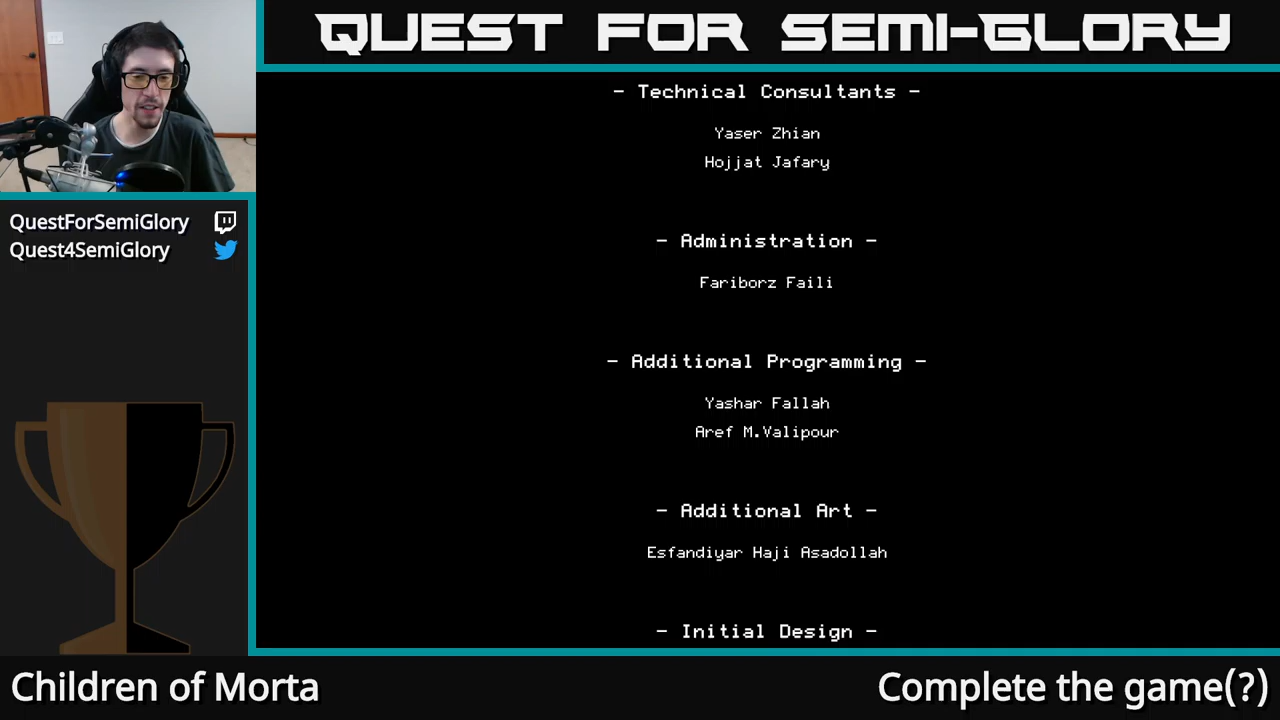 QUEST FOR SEMI-GLORY
- Technical Consultants -
Yaser Zhian
Hojjat Jafary
QuestForSemiGlory
Quest4SemiGlory
- Administration -
Fariborz Faili
- Additional Programming -
Yashar Fallah
Aref M.Valipour
- Additional Art -
Esfandiyar Haji Asadollah
- Initial Design -
Children of Morta
Complete the game(?)